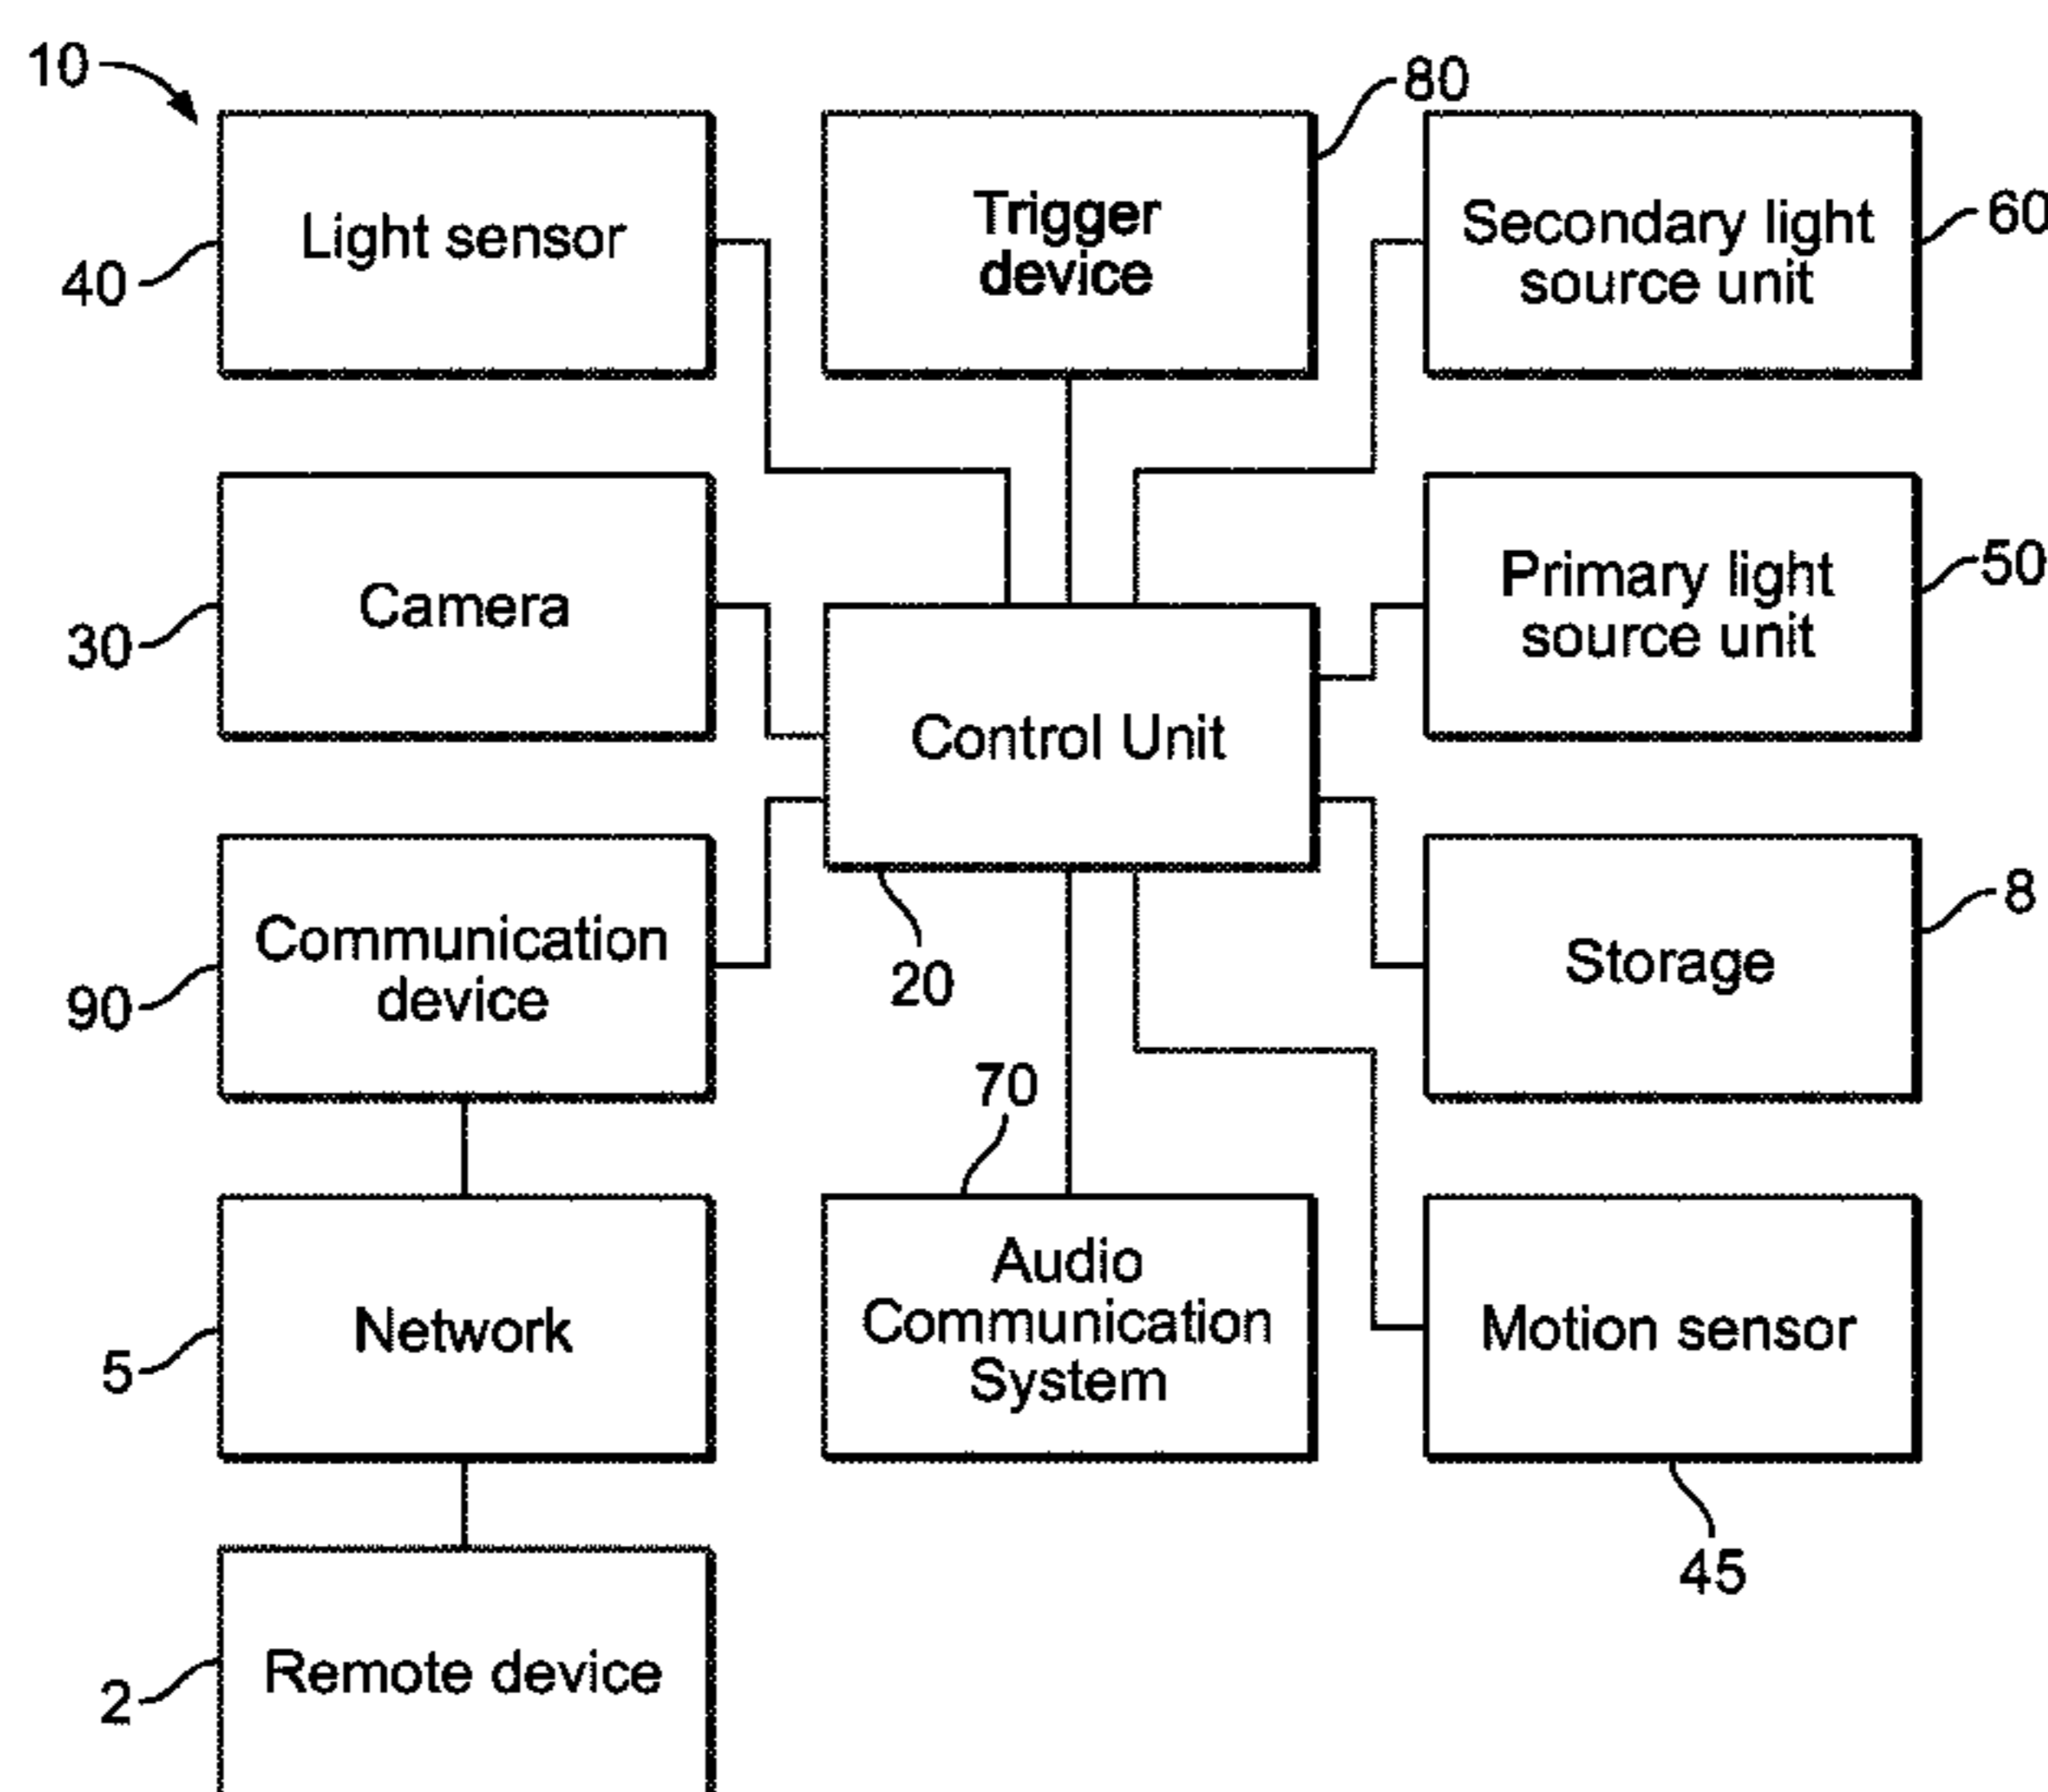 10
80
Light sensor
40
Trigger
device
Secondary light
source unit
60
Camera
30
Primary light
source unit
50
Control Unit
20
Communication
device
90
Storage
8
70
Network
5
Audio
Communication
System
Motion sensor
45
Remote device
2